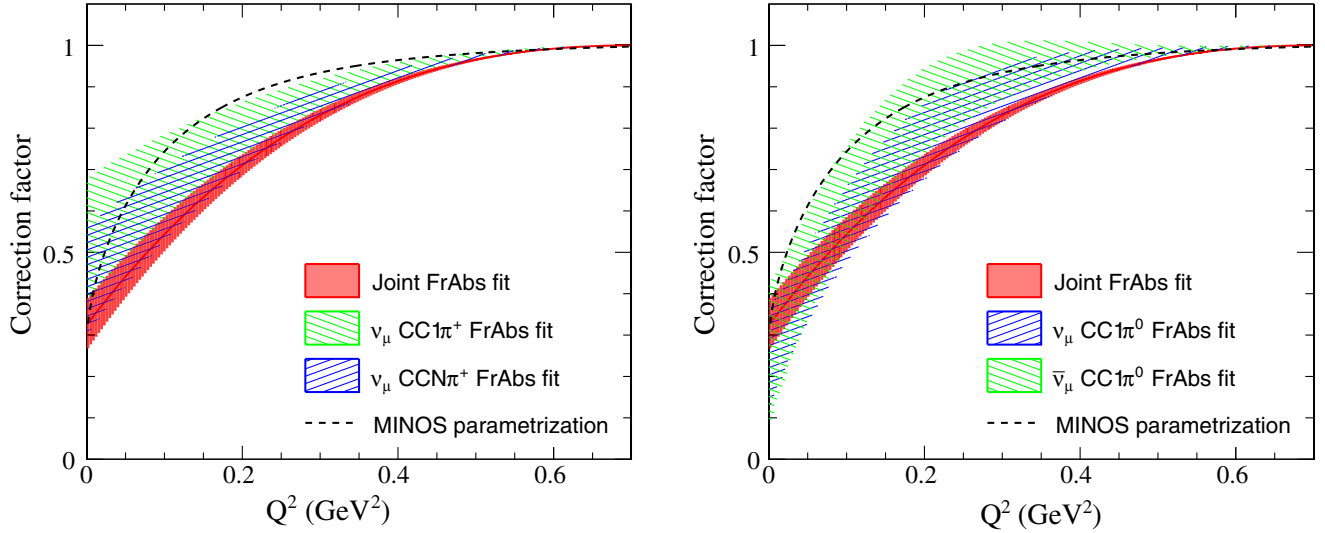 1
0.5
0
Correction factor
0 0.2 0.4 0.6
Q² (GeV²)
Joint FrAbs fit
νμ CC1π⁺ FrAbs fit
νμ CCNπ⁺ FrAbs fit
MINOS parametrization
1
0.5
0
Correction factor
0 0.2 0.4 0.6
Q² (GeV²)
Joint FrAbs fit
νμ CC1π⁰ FrAbs fit
ν̄μ CC1π⁰ FrAbs fit
MINOS parametrization